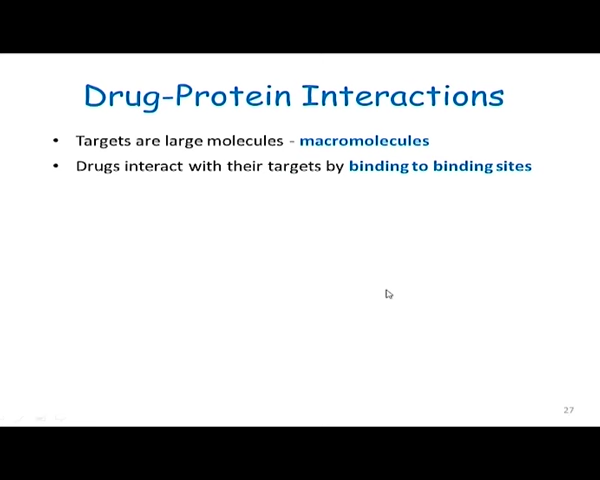 Drug-Protein Interactions
• Targets are large molecules - macromolecules
• Drugs interact with their targets by binding to binding sites
27